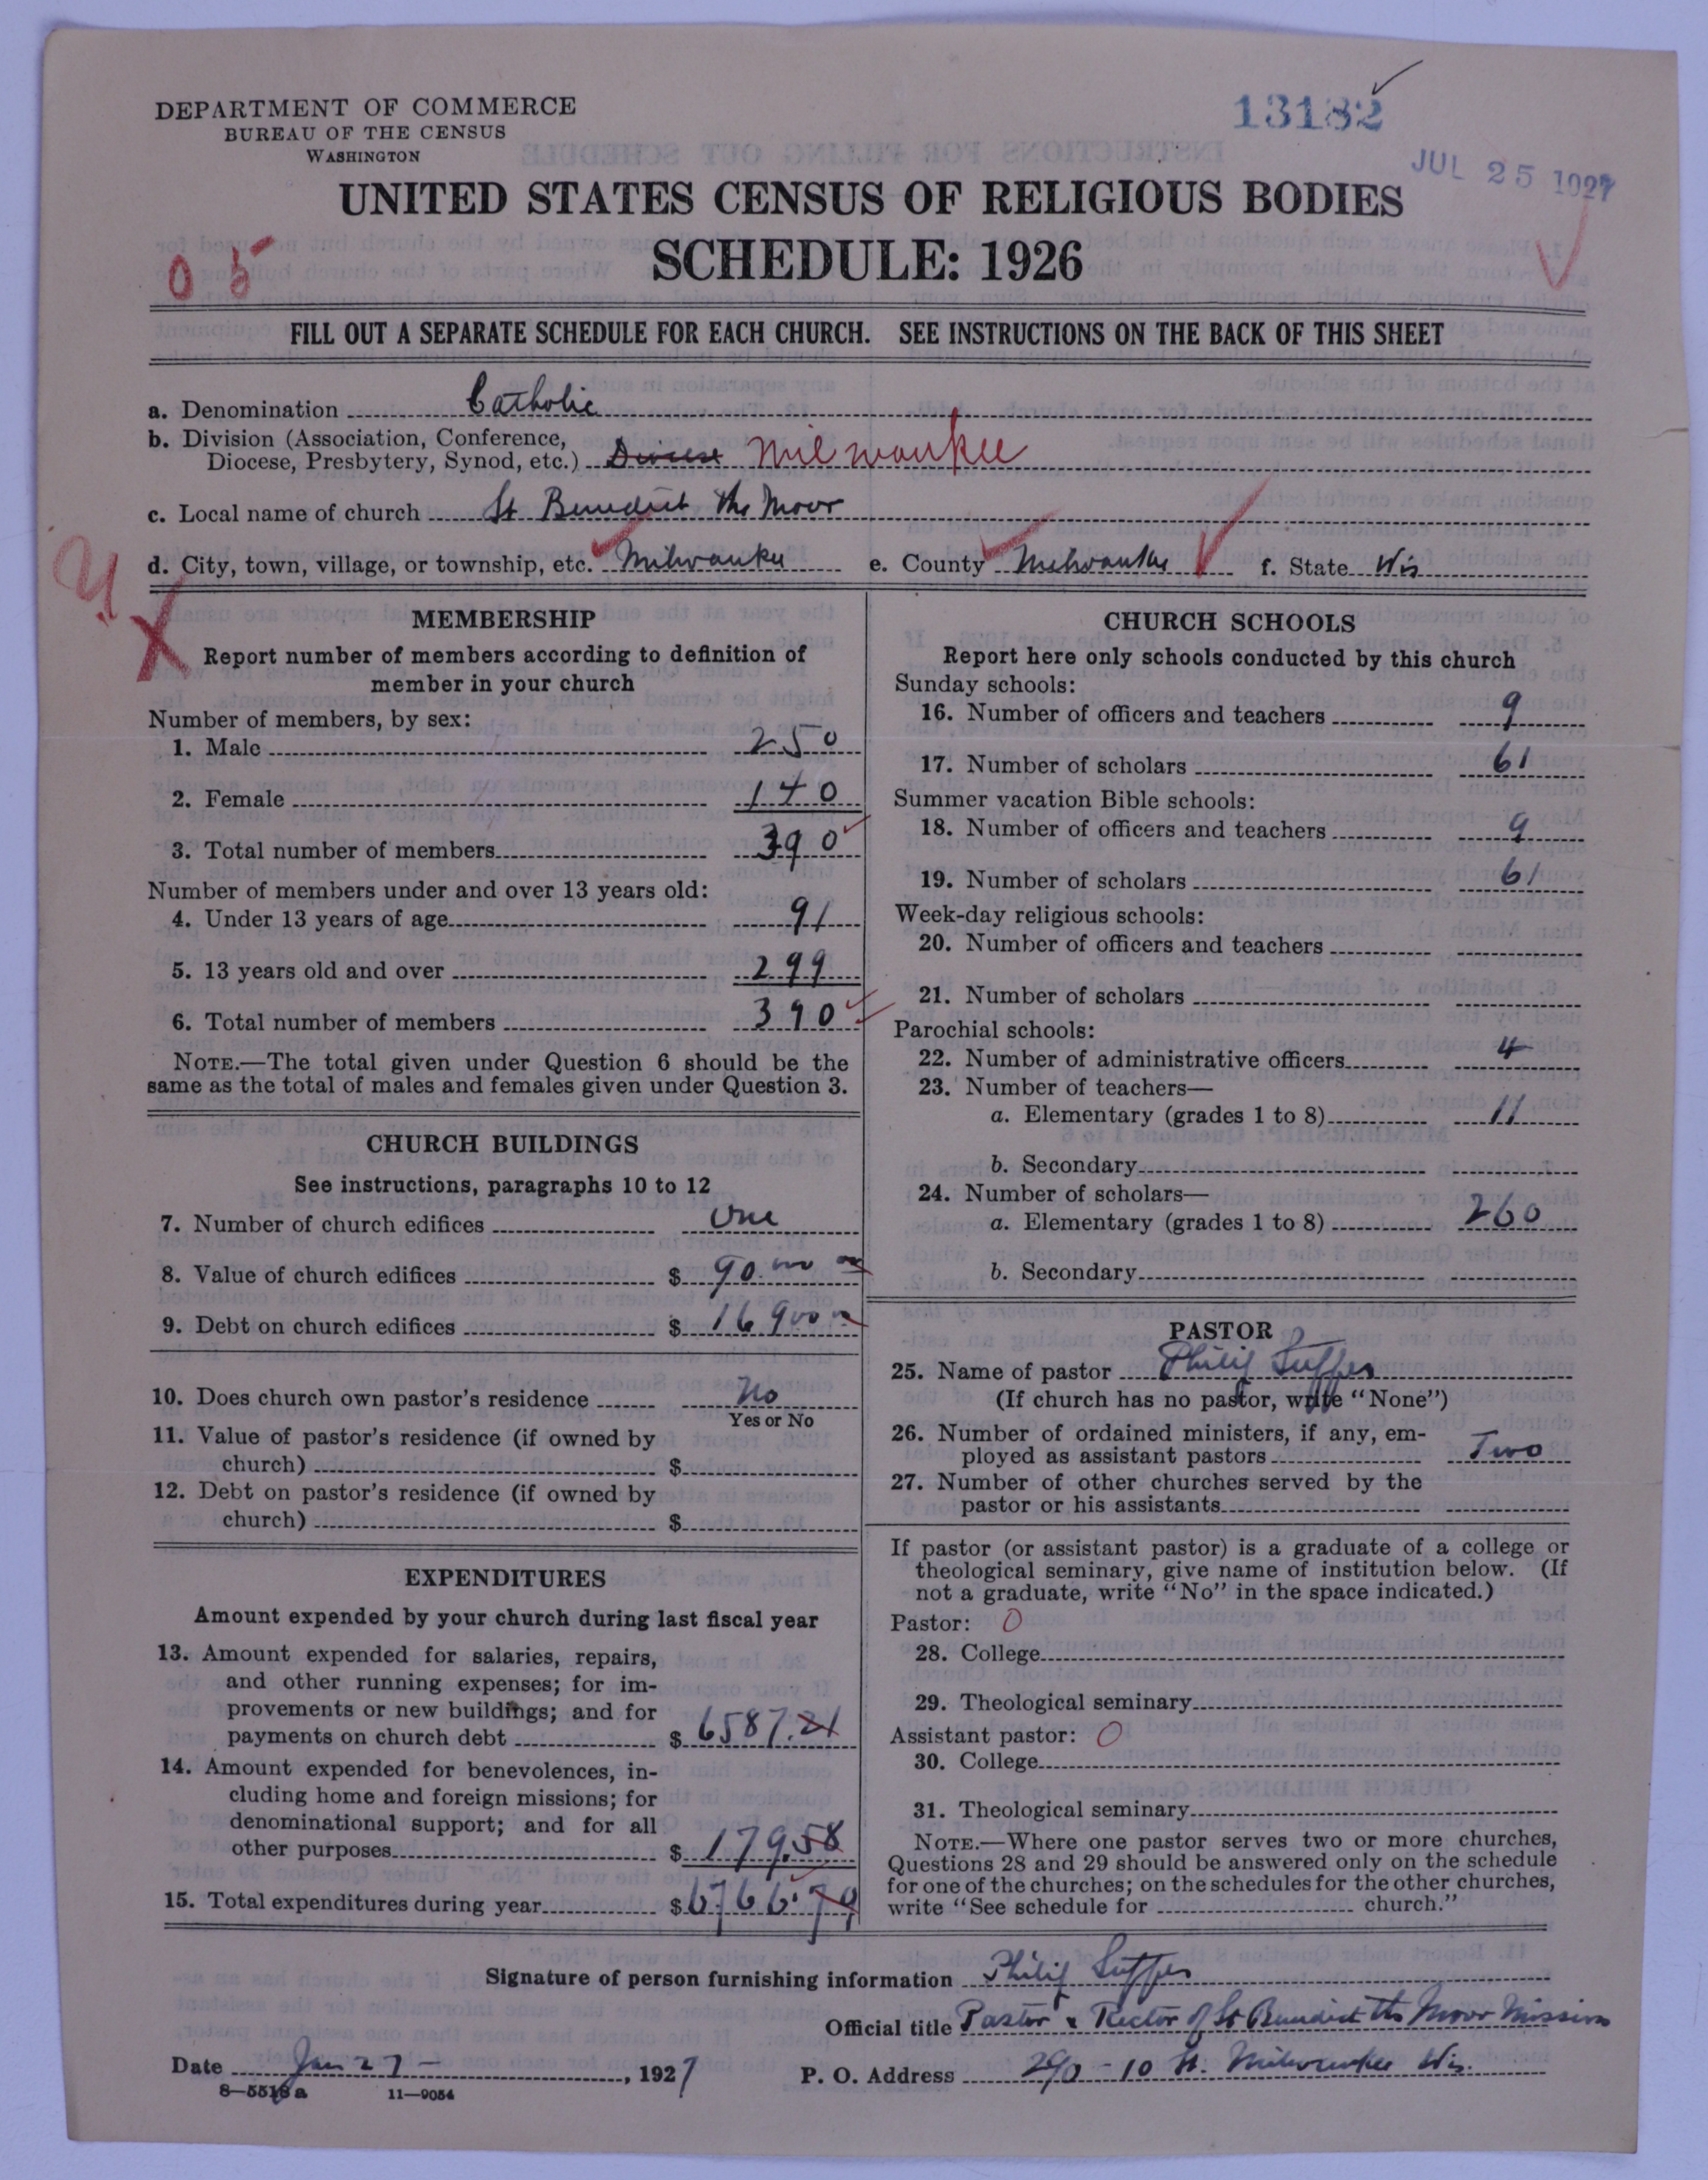 13182
DEPARTMENT OF COMMERCE
BUREAU OF THE CENSUS
WASHINGTON
JUL 25 1927
UNITED STATES CENSUS OF RELIGIOUS BODIES
SCHEDULE: 1926
0 5
FILL OUT A SEPARATE SCHEDULE FOR EACH CHURCH. SEE INSTRUCTIONS ON THE BACK OF THIS SHEET
a. Denomination Catholic
b. Division (Association, Conference,
Diocese, Presbytery, Synod, etc.) Diocese Milwaukee
c. Local name of church St Benedict the Moor
d. City, town, village, or township, etc. Milwaukee e. County Milwaukee f. State Wis
MEMBERSHIP
Report number of members according to definition of
member in your church
Number of members, by sex:
1. Male 250
2. Female 140
3. Total number of members 390
Number of members under and over 13 years old:
4. Under 13 years of age 91
5. 13 years old and over 299
6. Total number of members 390
NOTE.—The total given under Question 6 should be the
same as the total of males and females given under Question 3.
CHURCH BUILDINGS
See instructions, paragraphs 10 to 12
7. Number of church edifices One
8. Value of church edifices $ 90.000
9. Debt on church edifices $ 16900
10. Does church own pastor's residence No
Yes or No
11. Value of pastor's residence (if owned by
church) $
12. Debt on pastor's residence (if owned by
church) $
EXPENDITURES
Amount expended by your church during last fiscal year
13. Amount expended for salaries, repairs,
and other running expenses; for im-
provements or new buildings; and for
payments on church debt $ 6587.21
14. Amount expended for benevolences, in-
cluding home and foreign missions; for
denominational support; and for all
other purposes $ 179.58
15. Total expenditures during year $ 6766.79
CHURCH SCHOOLS
Report here only schools conducted by this church
Sunday schools:
16. Number of officers and teachers 9
17. Number of scholars 61
Summer vacation Bible schools:
18. Number of officers and teachers 9
19. Number of scholars 61
Week-day religious schools:
20. Number of officers and teachers
21. Number of scholars
Parochial schools:
22. Number of administrative officers 4
23. Number of teachers—
a. Elementary (grades 1 to 8) 11
b. Secondary
24. Number of scholars—
a. Elementary (grades 1 to 8) 260
b. Secondary
PASTOR
25. Name of pastor Philip
(If church has no pastor, write "None")
26. Number of ordained ministers, if any, em-
ployed as assistant pastors Two
27. Number of other churches served by the
pastor or his assistants
If pastor (or assistant pastor) is a graduate of a college or
theological seminary, give name of institution below. (If
not a graduate, write "No" in the space indicated.)
Pastor: 0
28. College
29. Theological seminary
Assistant pastor: 0
30. College
31. Theological seminary
NOTE.—Where one pastor serves two or more churches,
Questions 28 and 29 should be answered only on the schedule
for one of the churches; on the schedules for the other churches,
write "See schedule for church."
Signature of person furnishing information Philip
Official title Pastor & Rector of St Benedict the Moor Mission
Date Jan 27 - , 1927 P. O. Address 290 - 10 St. Milwaukee Wis.
11—9054